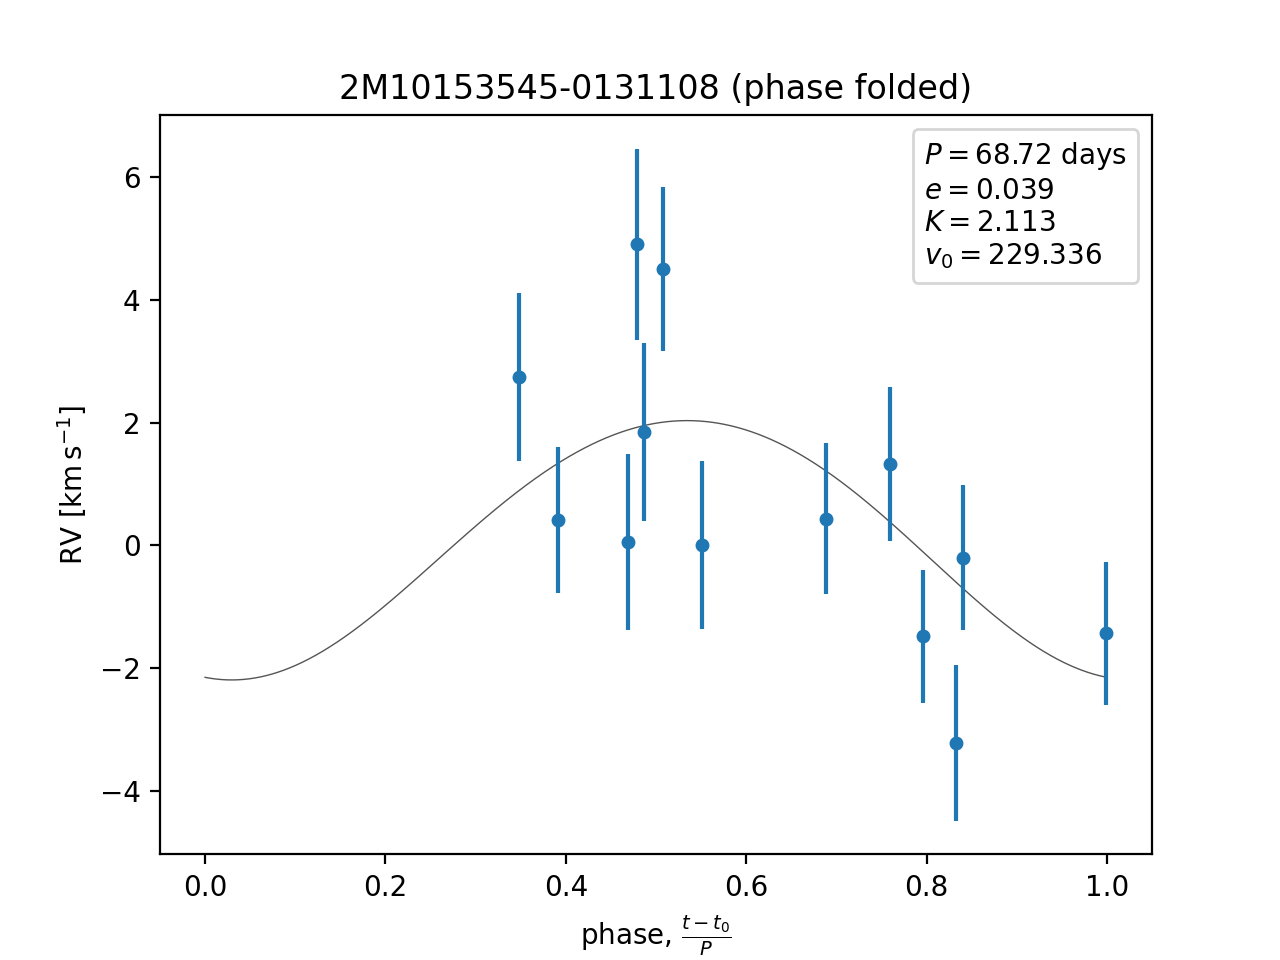 2M10153545-0131108 (phase folded)
P = 68.72 days
e = 0.039
K = 2.113
v₀ = 229.336
RV [km s⁻¹]
6
4
2
0
−2
−4
0.0 0.2 0.4 0.6 0.8 1.0
phase, (t − t₀)/P